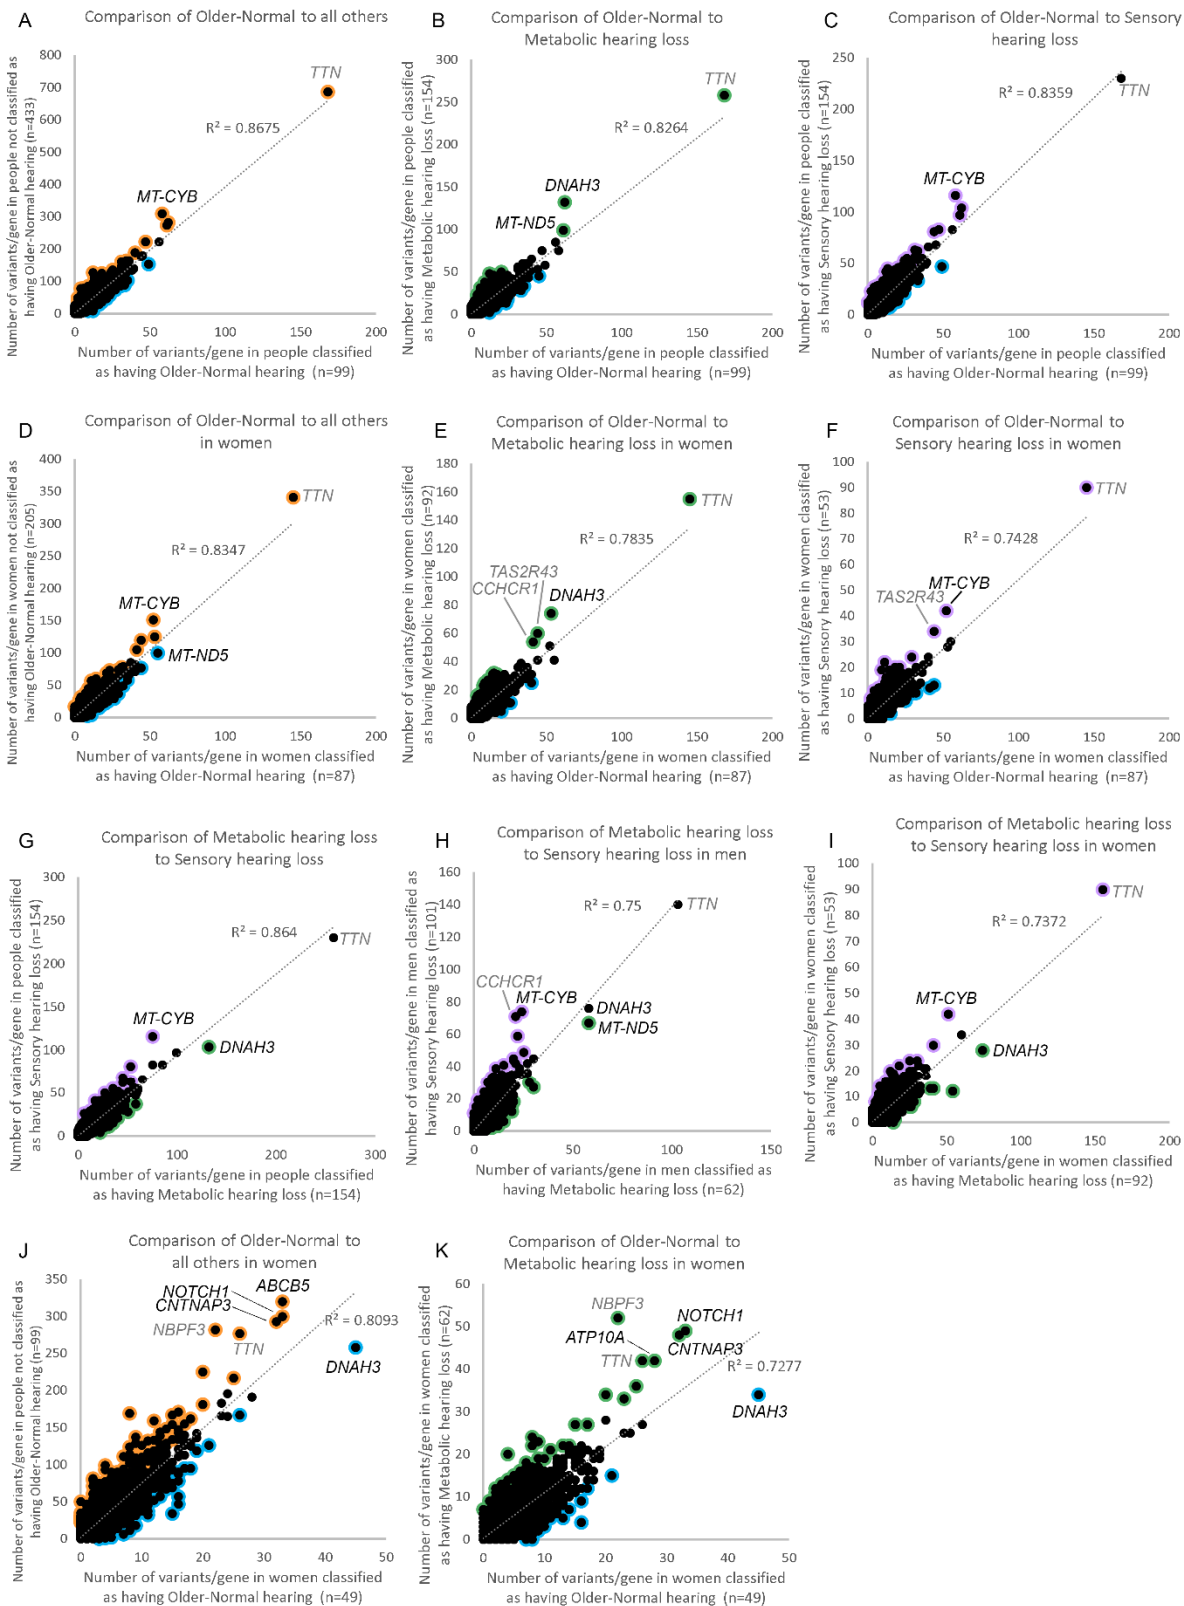 A
Comparison of Older-Normal to all others
Number of variants/gene in people not classified as
having Older-Normal hearing (n=433)
800
700
600
500
400
300
200
100
0
TTN
R² = 0.8675
MT-CYB
0 50 100 150 200
Number of variants/gene in people classified
as having Older-Normal hearing (n=99)
B
Comparison of Older-Normal to
Metabolic hearing loss
Number of variants/gene in people classified
as having Metabolic hearing loss (n=154)
300
250
200
150
100
50
0
TTN
R² = 0.8264
DNAH3
MT-ND5
0 50 100 150 200
Number of variants/gene in people classified
as having Older-Normal hearing (n=99)
C
Comparison of Older-Normal to Sensory
hearing loss
Number of variants/gene in people classified
as having Sensory hearing loss (n=154)
250
200
150
100
50
0
R² = 0.8359
TTN
MT-CYB
0 50 100 150 200
Number of variants/gene in people classified
as having Older-Normal hearing (n=99)
D
Comparison of Older-Normal to all others
in women
Number of variants/gene in women not classified as
having Older-Normal hearing (n=205)
400
350
300
250
200
150
100
50
0
TTN
R² = 0.8347
MT-CYB
MT-ND5
0 50 100 150 200
Number of variants/gene in women classified
as having Older-Normal hearing (n=87)
E
Comparison of Older-Normal to
Metabolic hearing loss in women
Number of variants/gene in women classified
as having Metabolic hearing loss (n=92)
180
160
140
120
100
80
60
40
20
0
TTN
R² = 0.7835
TAS2R43
CCHCR1
DNAH3
0 50 100 150 200
Number of variants/gene in women classified
as having Older-Normal hearing (n=87)
F
Comparison of Older-Normal to
Sensory hearing loss in women
Number of variants/gene in women classified
as having Sensory hearing loss (n=53)
100
90
80
70
60
50
40
30
20
10
0
TTN
R² = 0.7428
MT-CYB
TAS2R43
0 50 100 150 200
Number of variants/gene in women classified
as having Older-Normal hearing (n=87)
G
Comparison of Metabolic hearing loss
to Sensory hearing loss
Number of variants/gene in people classified
as having Sensory hearing loss (n=154)
300
250
200
150
100
50
0
R² = 0.864
TTN
MT-CYB
DNAH3
0 100 200 300
Number of variants/gene in people classified
as having Metabolic hearing loss (n=154)
H
Comparison of Metabolic hearing loss
to Sensory hearing loss in men
Number of variants/gene in men classified as
having Sensory hearing loss (n=101)
160
140
120
100
80
60
40
20
0
R² = 0.75
TTN
CCHCR1
MT-CYB
DNAH3
MT-ND5
0 50 100 150
Number of variants/gene in men classified as
having Metabolic hearing loss (n=62)
I
Comparison of Metabolic hearing loss
to Sensory hearing loss in women
Number of variants/gene in women classified
as having Sensory hearing loss (n=53)
100
90
80
70
60
50
40
30
20
10
0
TTN
R² = 0.7372
MT-CYB
DNAH3
0 50 100 150 200
Number of variants/gene in women classified
as having Metabolic hearing loss (n=92)
J
Comparison of Older-Normal to
all others in women
Number of variants/gene in people not classified as
having Older-Normal hearing (n=99)
350
300
250
200
150
100
50
0
NOTCH1
ABCB5
CNTNAP3
NBPF3
TTN
R² = 0.8093
DNAH3
0 10 20 30 40 50
Number of variants/gene in women classified
as having Older-Normal hearing (n=49)
K
Comparison of Older-Normal to
Metabolic hearing loss in women
Number of variants/gene in women classified
as having Metabolic hearing loss (n=62)
60
50
40
30
20
10
0
NBPF3
NOTCH1
ATP10A
CNTNAP3
TTN
R² = 0.7277
DNAH3
0 10 20 30 40 50
Number of variants/gene in women classified
as having Older-Normal hearing (n=49)